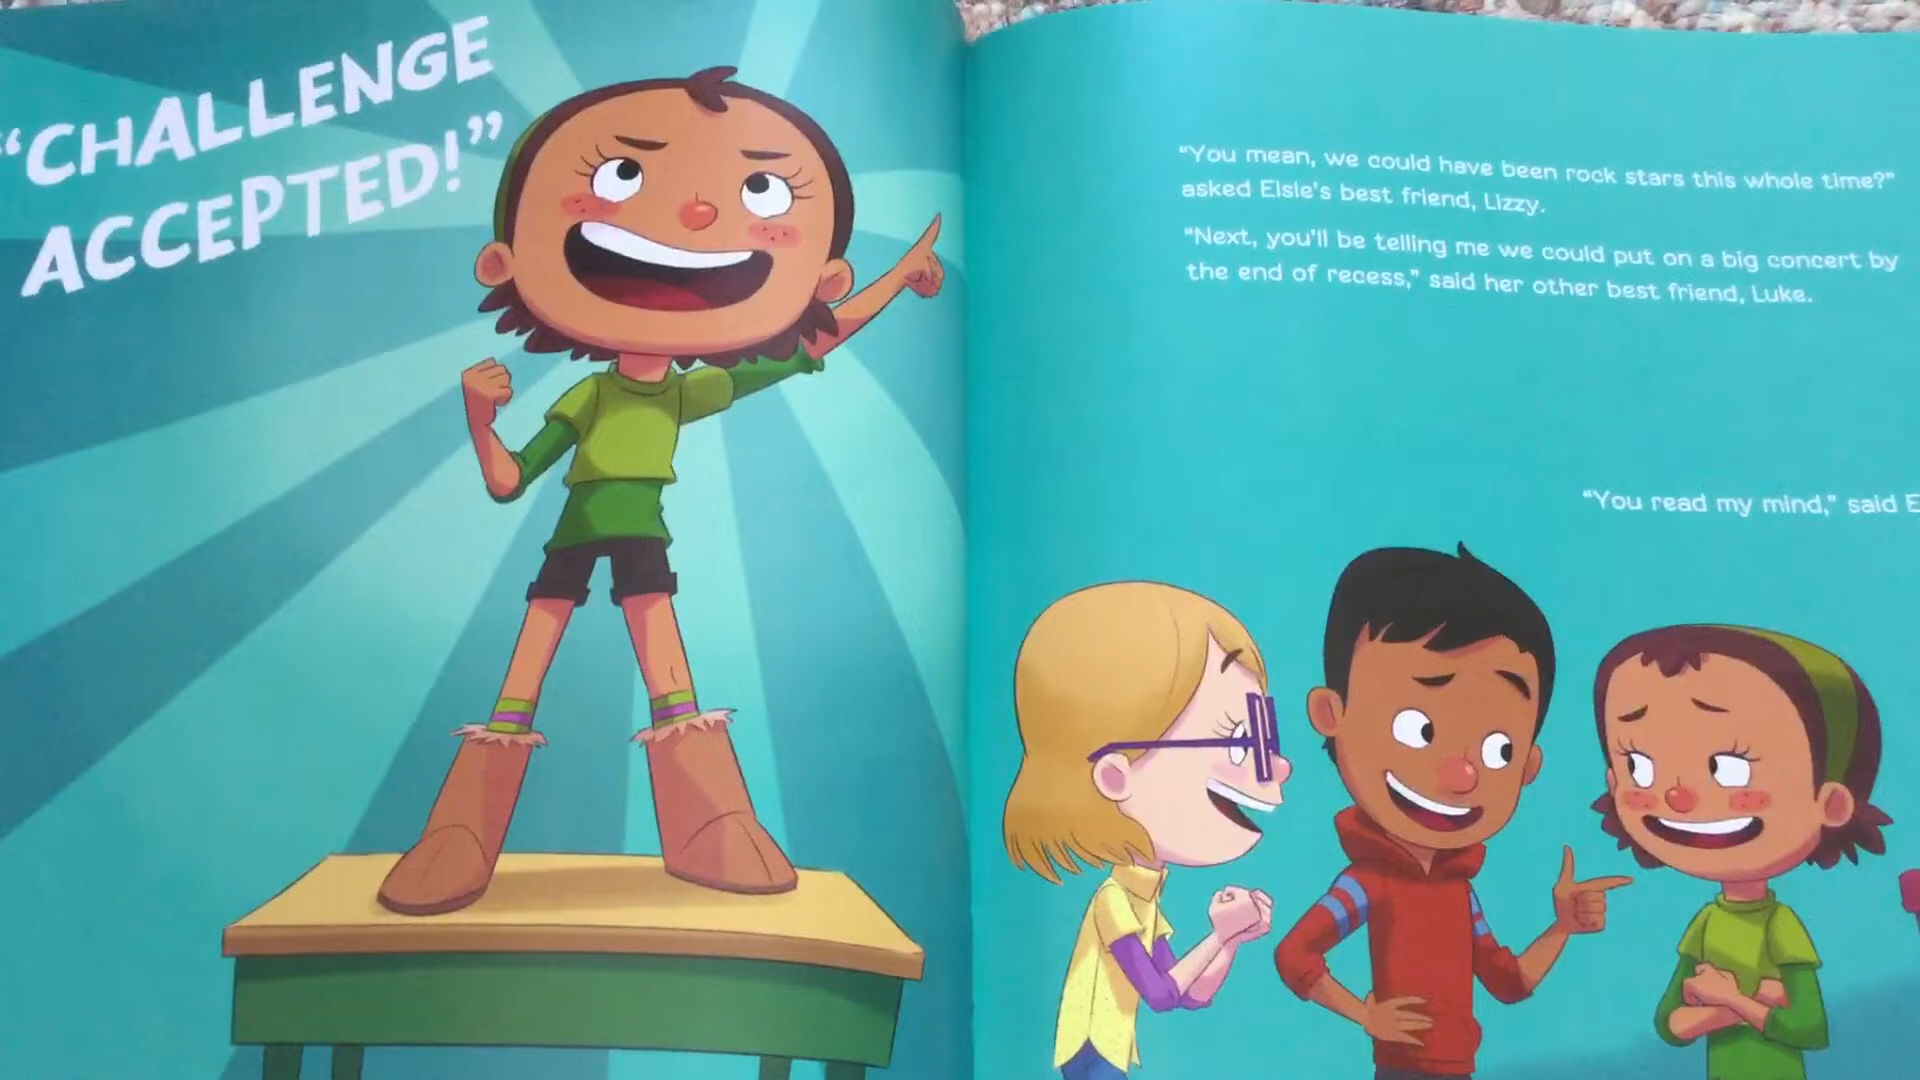 “CHALLENGE
ACCEPTED!”
“You mean, we could have been rock stars this whole time?”
asked Elsie’s best friend, Lizzy.
“Next, you’ll be telling me we could put on a big concert by
the end of recess,” said her other best friend, Luke.
“You read my mind,” said